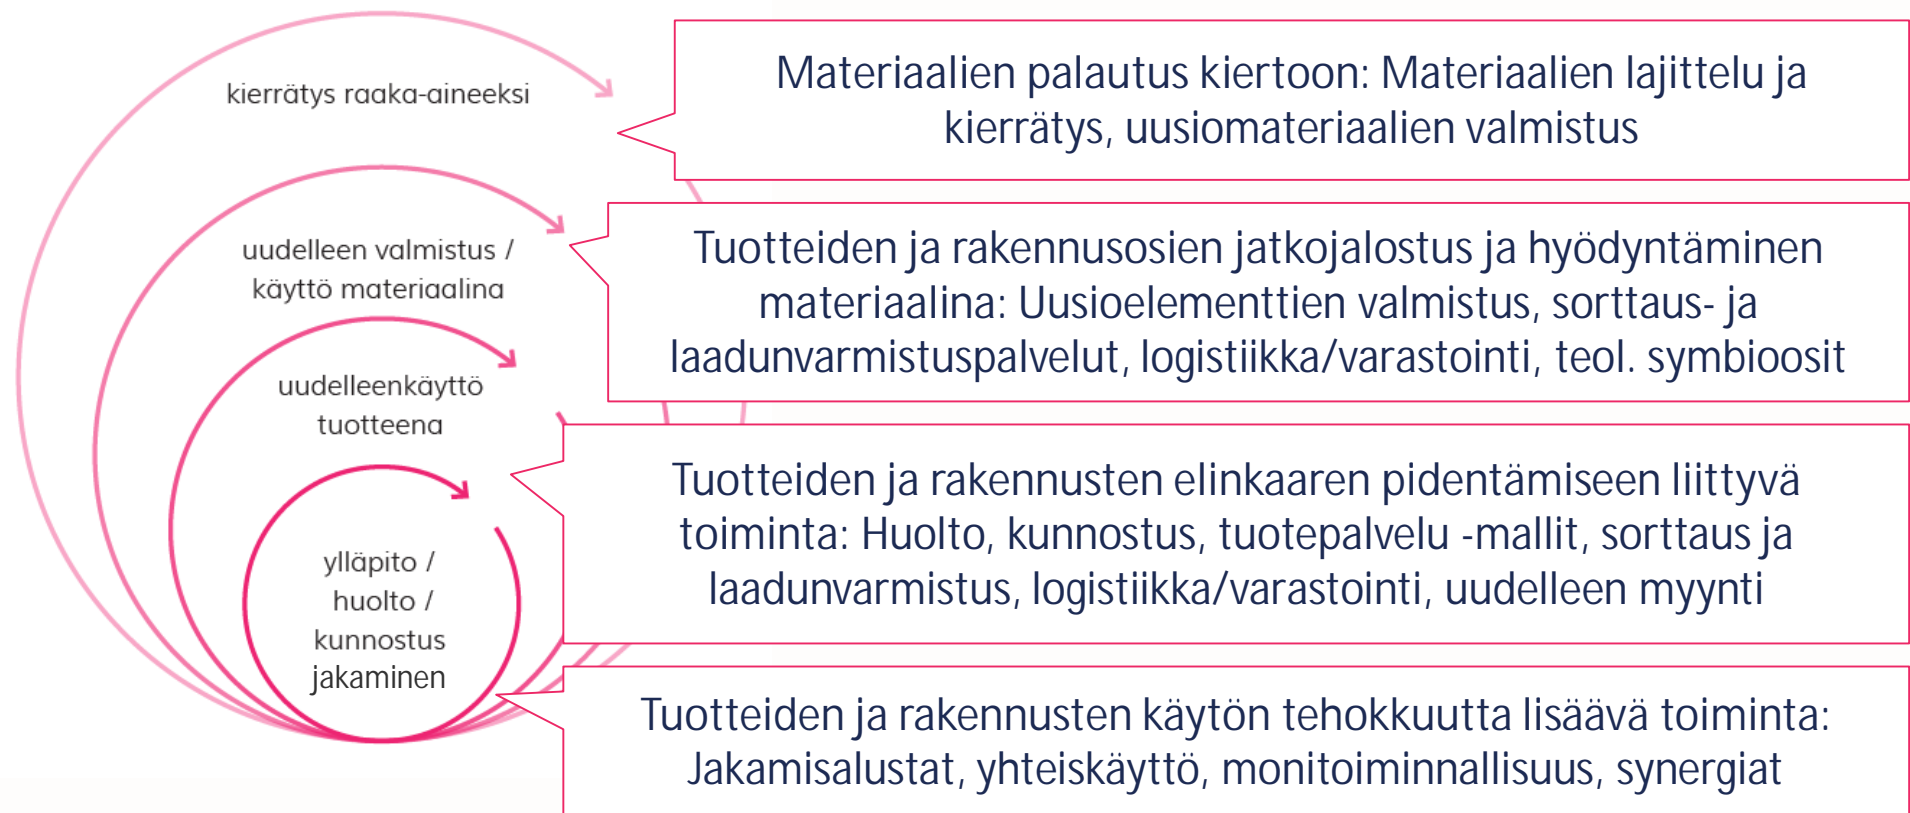 kierrätys raaka-aineeksi
Materiaalien palautus kiertoon: Materiaalien lajittelu ja
kierrätys, uusiomateriaalien valmistus
uudelleen valmistus /
käyttö materiaalina
Tuotteiden ja rakennusosien jatkojalostus ja hyödyntäminen
materiaalina: Uusioelementtien valmistus, sorttaus- ja
laadunvarmistuspalvelut, logistiikka/varastointi, teol. symbioosit
uudelleenkäyttö
tuotteena
Tuotteiden ja rakennusten elinkaaren pidentämiseen liittyvä
toiminta: Huolto, kunnostus, tuotepalvelu -mallit, sorttaus ja
laadunvarmistus, logistiikka/varastointi, uudelleen myynti
ylläpito /
huolto /
kunnostus
jakaminen
Tuotteiden ja rakennusten käytön tehokkuutta lisäävä toiminta:
Jakamisalustat, yhteiskäyttö, monitoiminnallisuus, synergiat